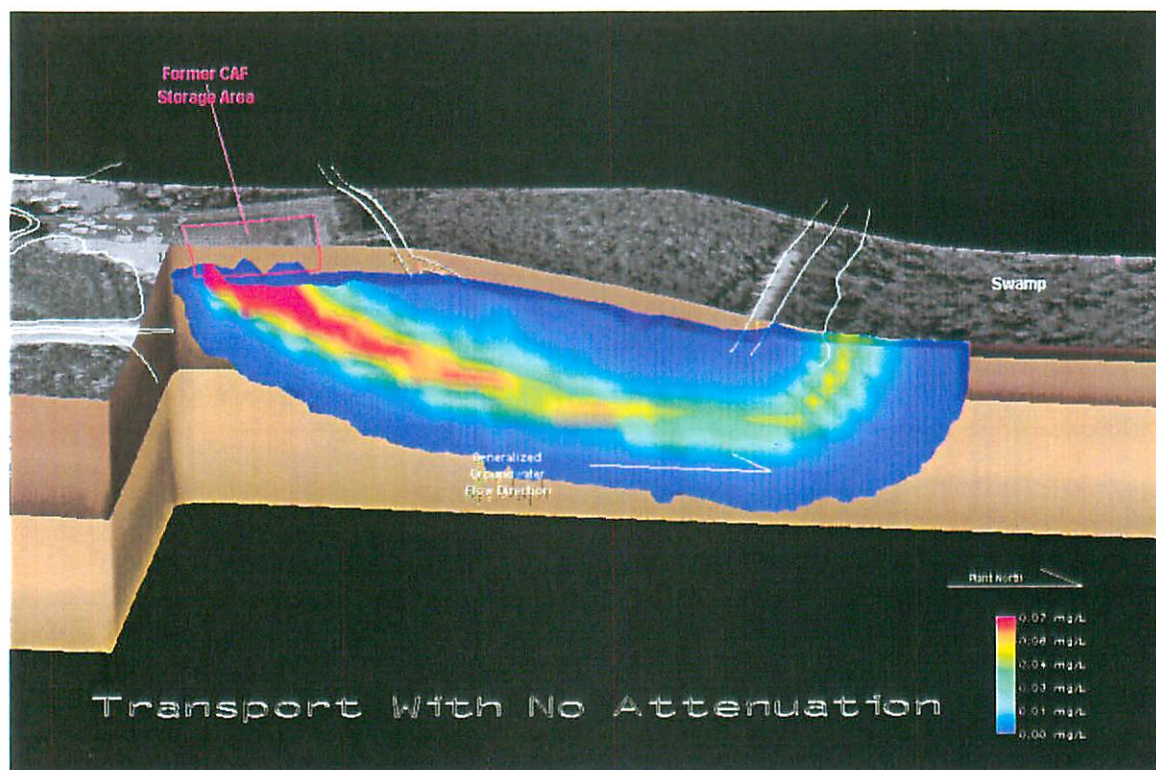 Former CAF
Storage Area
Swamp
Generalized
Groundwater
Flow Direction
Plant North
0.07 mg/L
0.06 mg/L
0.04 mg/L
0.03 mg/L
0.01 mg/L
0.00 mg/L
Transport With No Attenuation